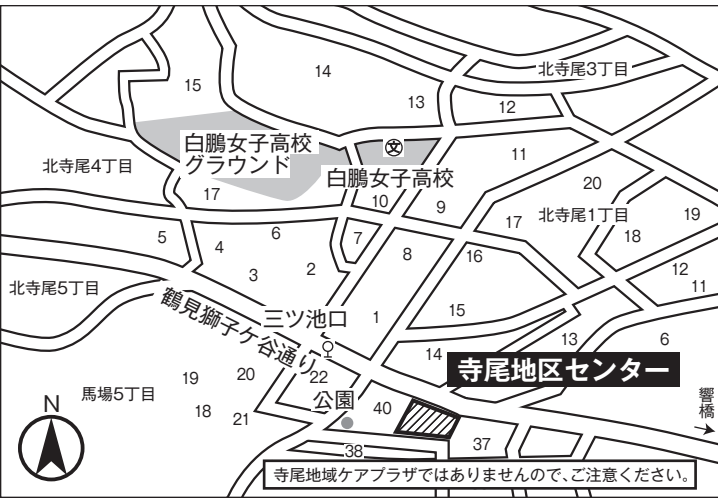 北寺尾3丁目
14
15
13
12
白鵬女子高校
グラウンド
文
11
北寺尾4丁目
白鵬女子高校
20
17
10
9
19
17
北寺尾1丁目
18
5
4
6
7
8
16
3
2
12
11
北寺尾5丁目
鶴見獅子ケ谷通り
三ツ池口
1
15
13
6
14
寺尾地区センター
馬場5丁目
19
20
22
公園
40
響橋
18
21
N
37
38
寺尾地域ケアプラザではありませんので、ご注意ください。